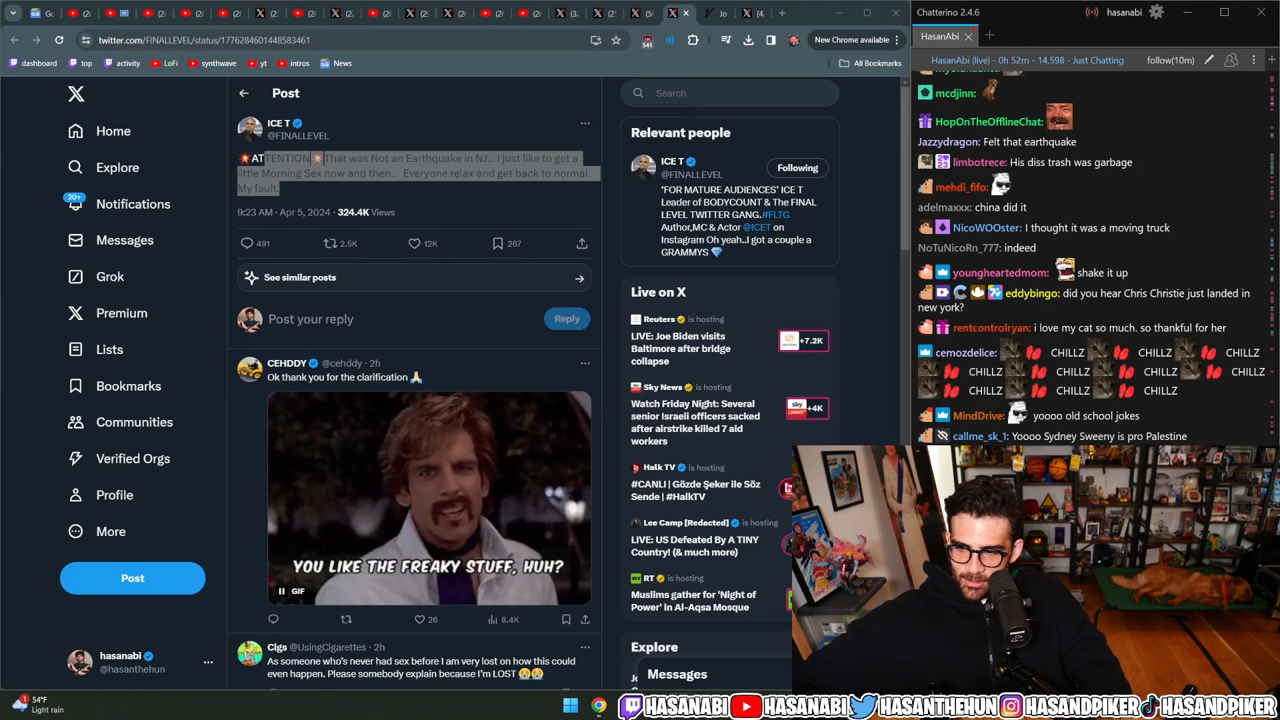 Chatterino 2.4.6
hasanabi
HasanAbi
HasanAbi (live) - 0h 52m - 14,598 - Just Chatting
follow(10m)
Go
Jo
(4
twitter.com/FINALLEVEL/status/1776284601448583461
541
New Chrome available
dashboard
top
activity
LoFi
synthwave
yt
intros
News
All Bookmarks
Home
Explore
20+
Notifications
Messages
Grok
Premium
Lists
Bookmarks
Communities
Verified Orgs
Profile
More
Post
hasanabi
@hasanthehun
Post
ICE T
@FINALLEVEL
ATTENTION That was Not an Earthquake in NJ... I just like to get a
little Morning Sex now and then... Everyone relax and get back to normal.
My fault.
9:23 AM · Apr 5, 2024 · 324.4K Views
491
2.5K
12K
267
See similar posts
Post your reply
Reply
CEHDDY @cehddy · 2h
Ok thank you for the clarification
YOU LIKE THE FREAKY STUFF, HUH?
GIF
26
8.4K
Cigs @UsingCigarettes · 2h
As someone who's never had sex before I am very lost on how this could
even happen. Please somebody explain because I'm LOST
Search
Relevant people
ICE T
@FINALLEVEL
Following
'FOR MATURE AUDIENCES' ICE T
Leader of BODYCOUNT & The FINAL
LEVEL TWITTER GANG.#FLTG
Author,MC & Actor @ICET on
Instagram Oh yeah..I got a couple a
GRAMMYS
Live on X
Reuters is hosting
LIVE: Joe Biden visits
Baltimore after bridge
collapse
+7.2K
Sky News is hosting
Watch Friday Night: Several
senior Israeli officers sacked
after airstrike killed 7 aid
workers
sky
+4K
Halk TV is hosting
#CANLI | Gözde Şeker ile Söz
Sende | #HalkTV
Lee Camp [Redacted] is hosting
LIVE: US Defeated By A TINY
Country! (& much more)
RT is hosting
Muslims gather for 'Night of
Power' in Al-Aqsa Mosque
Explore
Messages
mcdjinn:
HopOnTheOfflineChat:
Jazzydragon: Felt that earthquake
limbotrece: His diss trash was garbage
mehdi_fifo:
adelmaxxx: china did it
NicoWOOster: I thought it was a moving truck
NoTuNicoRn_777: indeed
youngheartedmom: shake it up
eddybingo: did you hear Chris Christie just landed in
new york?
rentcontrolryan: i love my cat so much. so thankful for her
cemozdelice: CHILLZ CHILLZ CHILLZ
CHILLZ CHILLZ CHILLZ CHILLZ
CHILLZ CHILLZ CHILLZ
MindDrive: yoooo old school jokes
callme_sk_1: Yoooo Sydney Sweeny is pro Palestine
1
54°F
Light rain
HASANABI HASANABI HASANTHEHUN HASANDPIKER HASANDPIKER